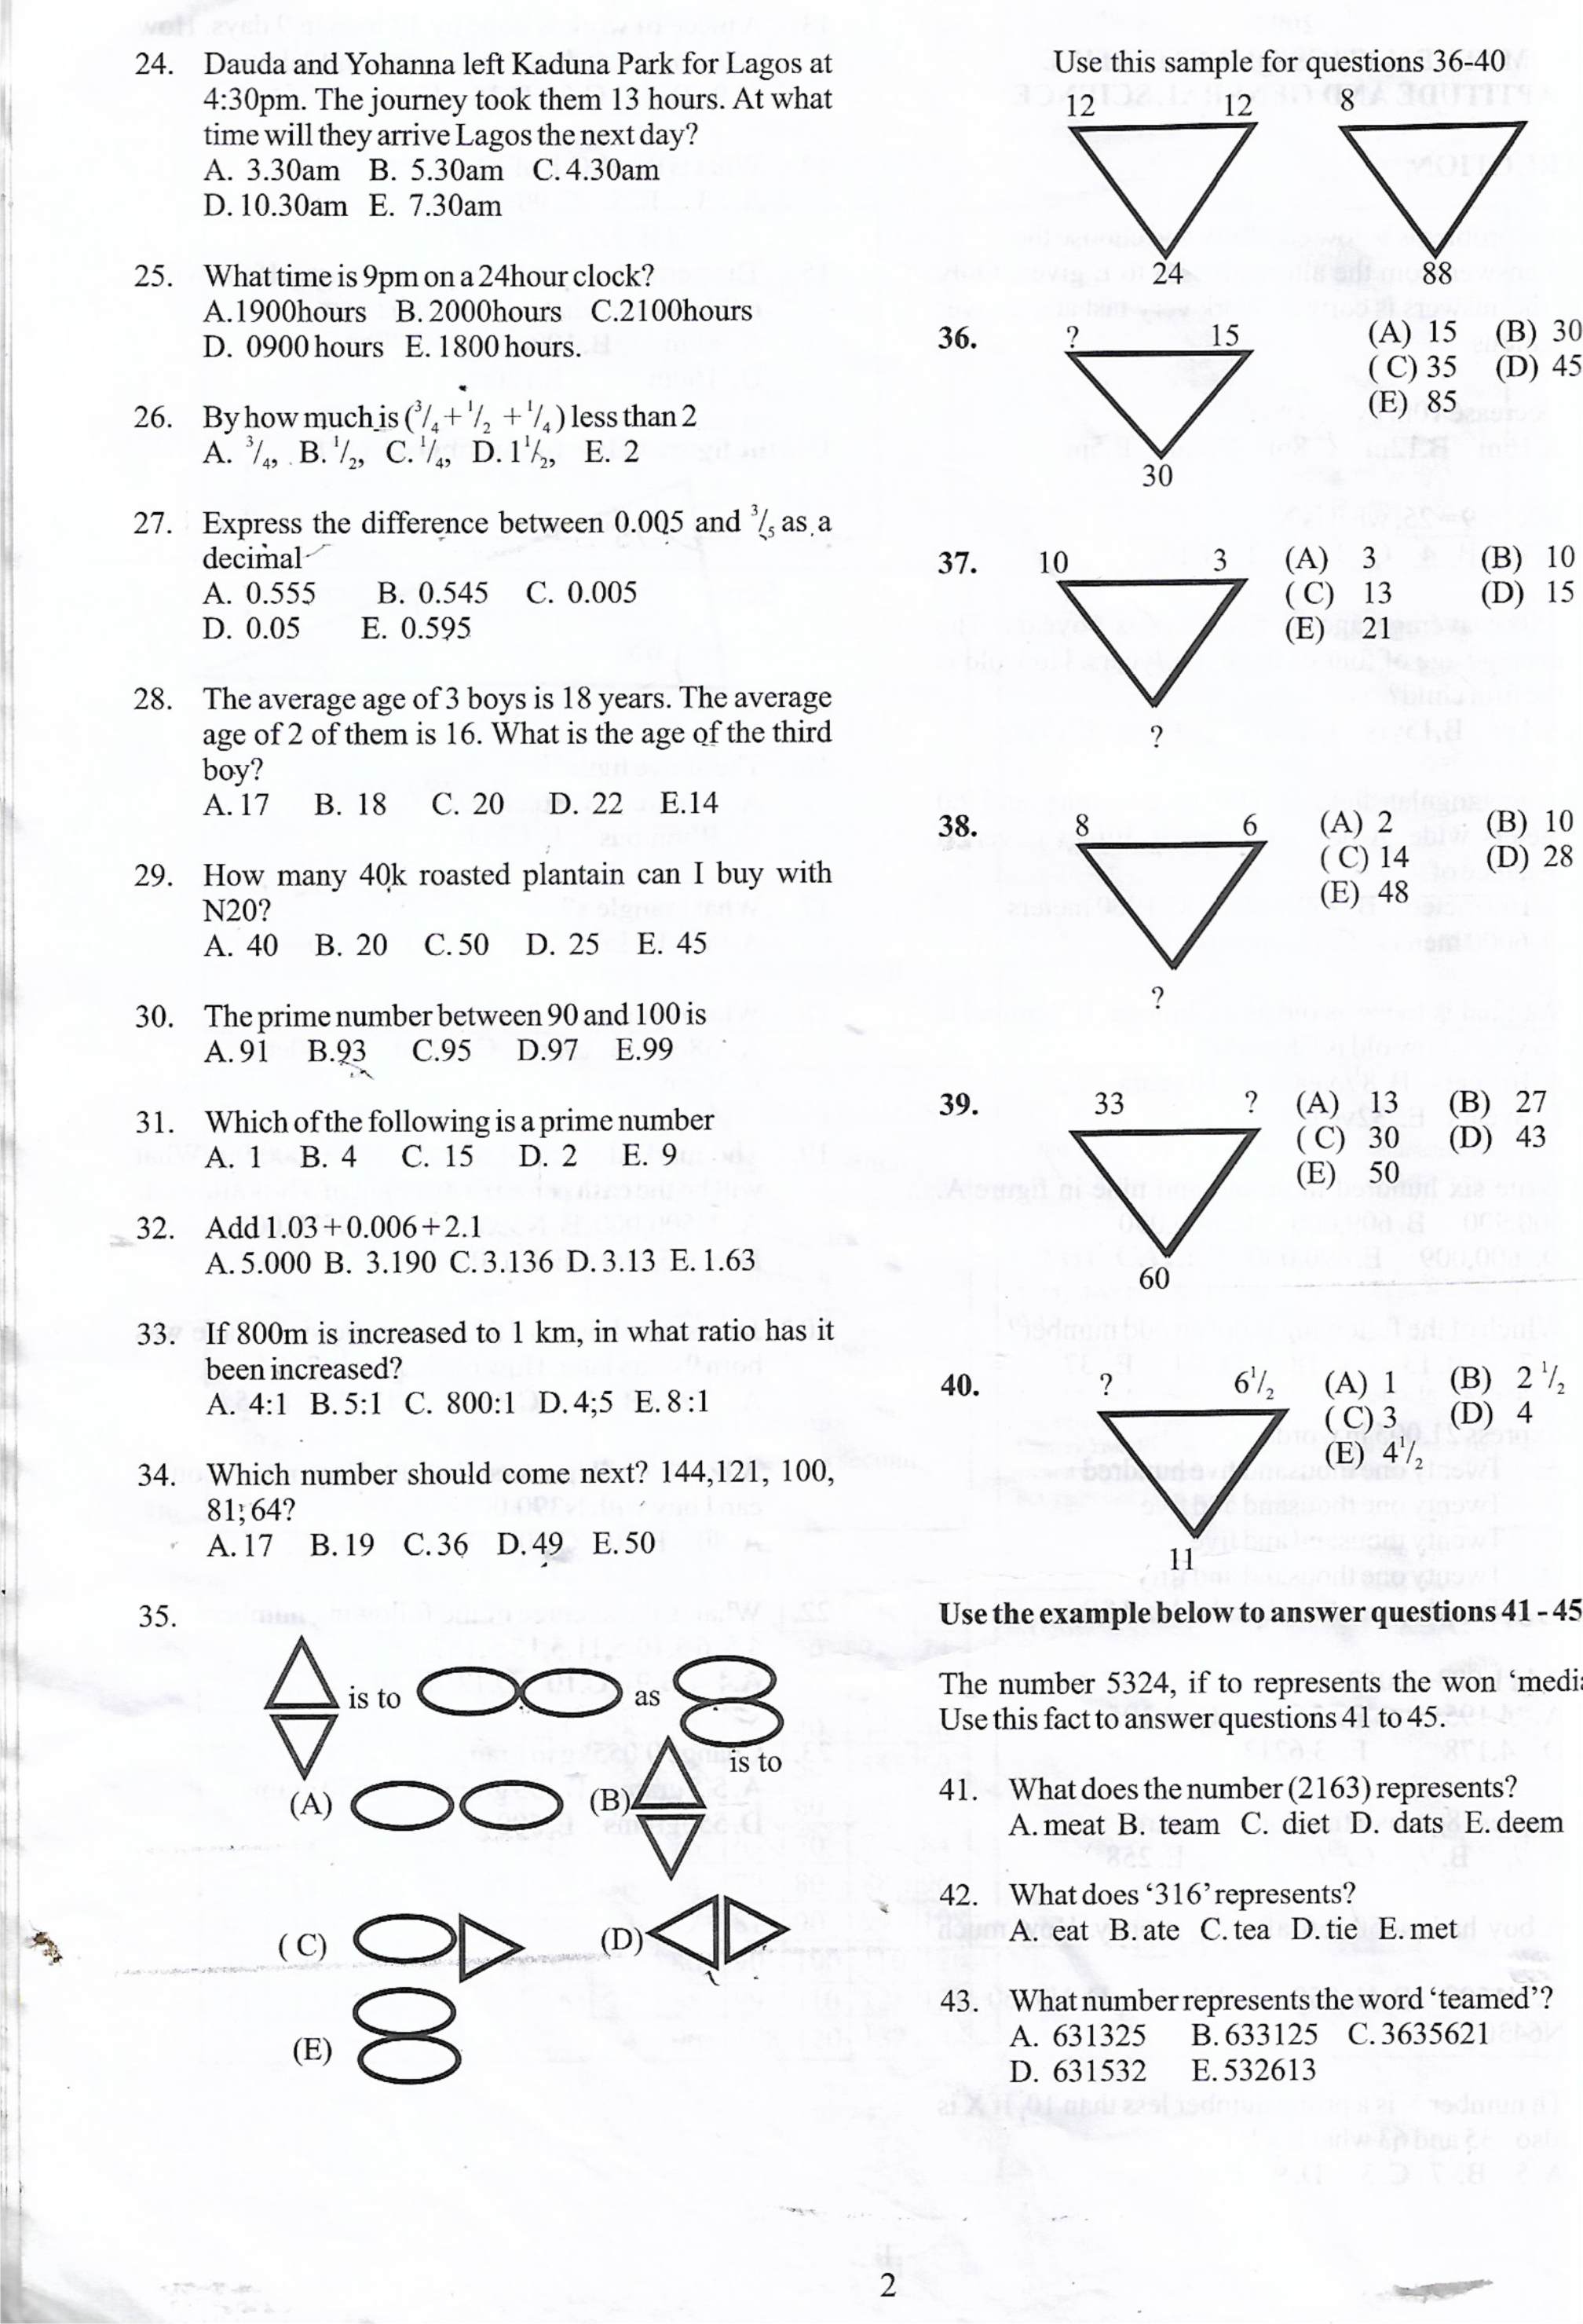 24. Dauda and Yohanna left Kaduna Park for Lagos at
4:30pm. The journey took them 13 hours. At what
time will they arrive Lagos the next day?
A. 3.30am B. 5.30am C. 4.30am
D. 10.30am E. 7.30am
25. What time is 9pm on a 24hour clock?
A.1900hours B. 2000hours C.2100hours
D. 0900 hours E. 1800 hours.
26. By how much is (3/4 + 1/2 + 1/4) less than 2
A. 3/4, B. 1/2, C. 1/4, D. 1 1/2, E. 2
27. Express the difference between 0.005 and 3/5 as a
decimal
A. 0.555 B. 0.545 C. 0.005
D. 0.05 E. 0.595
28. The average age of 3 boys is 18 years. The average
age of 2 of them is 16. What is the age of the third
boy?
A. 17 B. 18 C. 20 D. 22 E.14
29. How many 40k roasted plantain can I buy with
N20?
A. 40 B. 20 C. 50 D. 25 E. 45
30. The prime number between 90 and 100 is
A. 91 B.93 C.95 D.97 E.99
31. Which of the following is a prime number
A. 1 B. 4 C. 15 D. 2 E. 9
32. Add 1.03+0.006+2.1
A. 5.000 B. 3.190 C. 3.136 D. 3.13 E. 1.63
33. If 800m is increased to 1 km, in what ratio has it
been increased?
A. 4:1 B. 5:1 C. 800:1 D. 4;5 E. 8:1
34. Which number should come next? 144,121, 100,
81; 64?
A. 17 B. 19 C.36 D. 49 E. 50
35.
is to as
is to
(A) (B)
(C) (D)
(E)
Use this sample for questions 36-40
12 12 8
24 88
36. ? 15 (A) 15 (B) 30
(C) 35 (D) 45
(E) 85
30
37. 10 3 (A) 3 (B) 10
(C) 13 (D) 15
(E) 21
?
38. 8 6 (A) 2 (B) 10
(C) 14 (D) 28
(E) 48
?
39. 33 ? (A) 13 (B) 27
(C) 30 (D) 43
(E) 50
60
40. ? 6 1/2 (A) 1 (B) 2 1/2
(C) 3 (D) 4
(E) 4 1/2
11
Use the example below to answer questions 41 - 45
The number 5324, if to represents the won
Use this fact to answer questions 41 to 45.
41. What does the number (2163) represents?
A. meat B. team C. diet D. dats E. deem
42. What does ‘316’ represents?
A. eat B. ate C. tea D. tie E. met
43. What number represents the word ‘teamed’?
A. 631325 B. 633125 C. 3635621
D. 631532 E. 532613
2